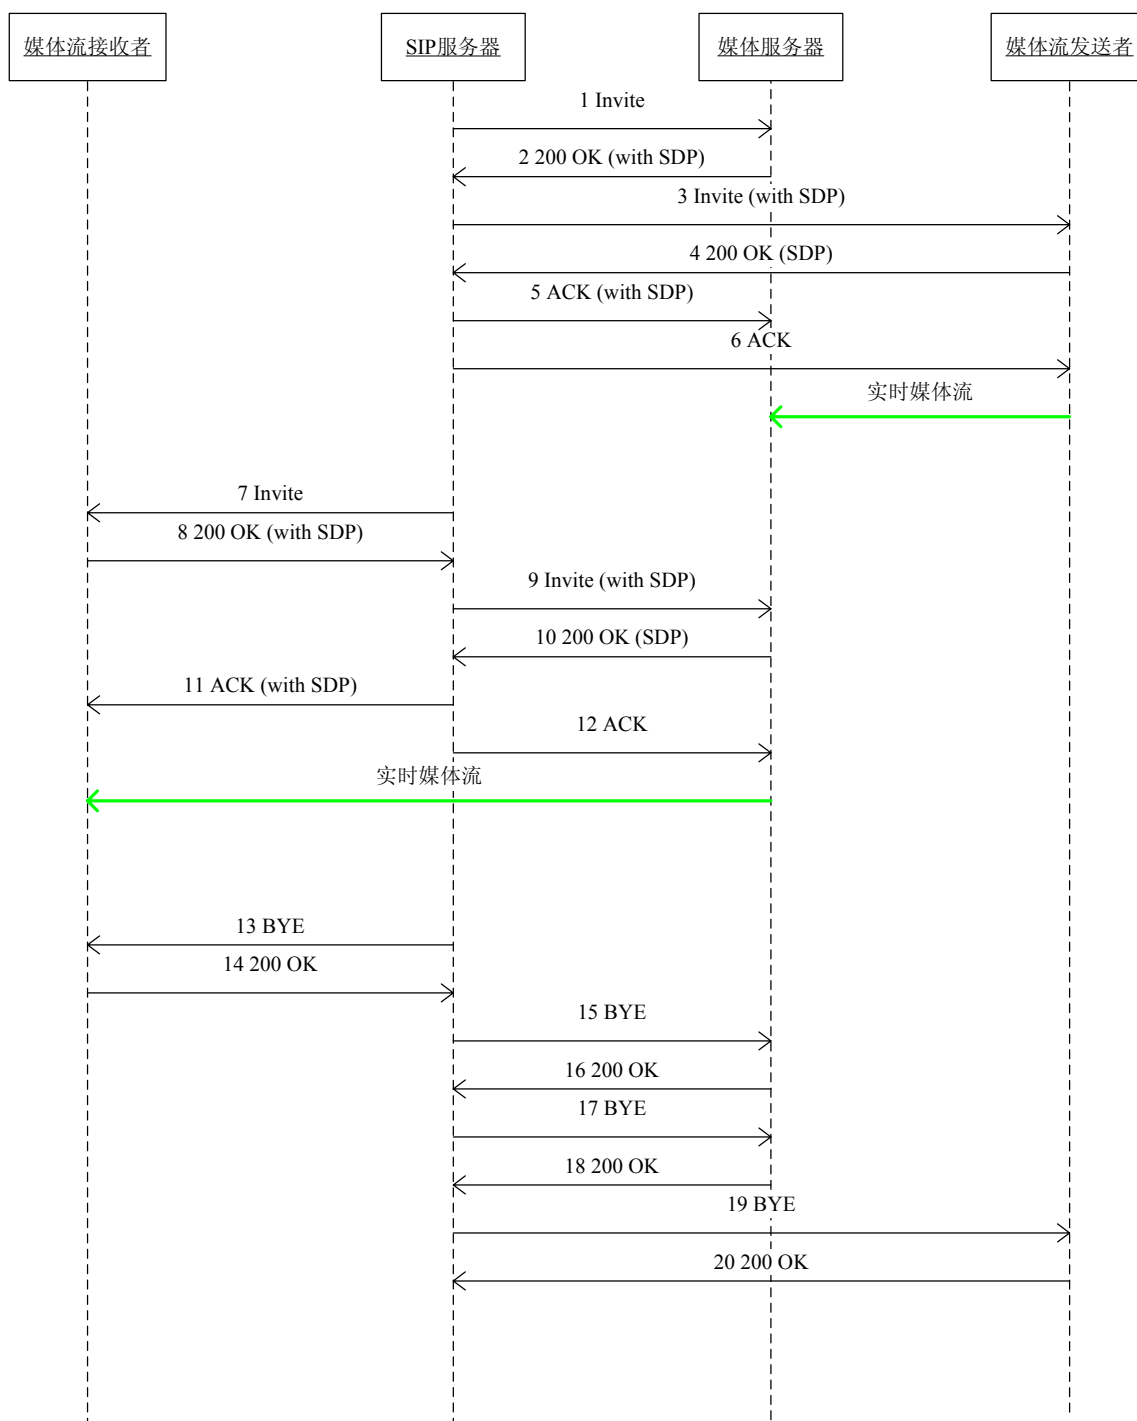 媒体流接收者
SIP服务器
媒体服务器
媒体流发送者
1 Invite
2 200 OK (with SDP)
3 Invite (with SDP)
4 200 OK (SDP)
5 ACK (with SDP)
6 ACK
实时媒体流
7 Invite
8 200 OK (with SDP)
9 Invite (with SDP)
10 200 OK (SDP)
11 ACK (with SDP)
12 ACK
实时媒体流
13 BYE
14 200 OK
15 BYE
16 200 OK
17 BYE
18 200 OK
19 BYE
20 200 OK